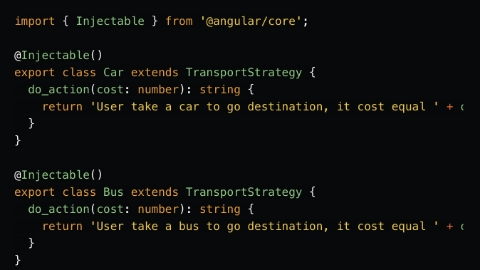 import { Injectable } from '@angular/core';
@Injectable()
export class Car extends TransportStrategy {
do_action(cost: number): string {
return 'User take a car to go destination, it cost equal ' + c
}
}
@Injectable()
export class Bus extends TransportStrategy {
do_action(cost: number): string {
return 'User take a bus to go destination, it cost equal ' + c
}
}